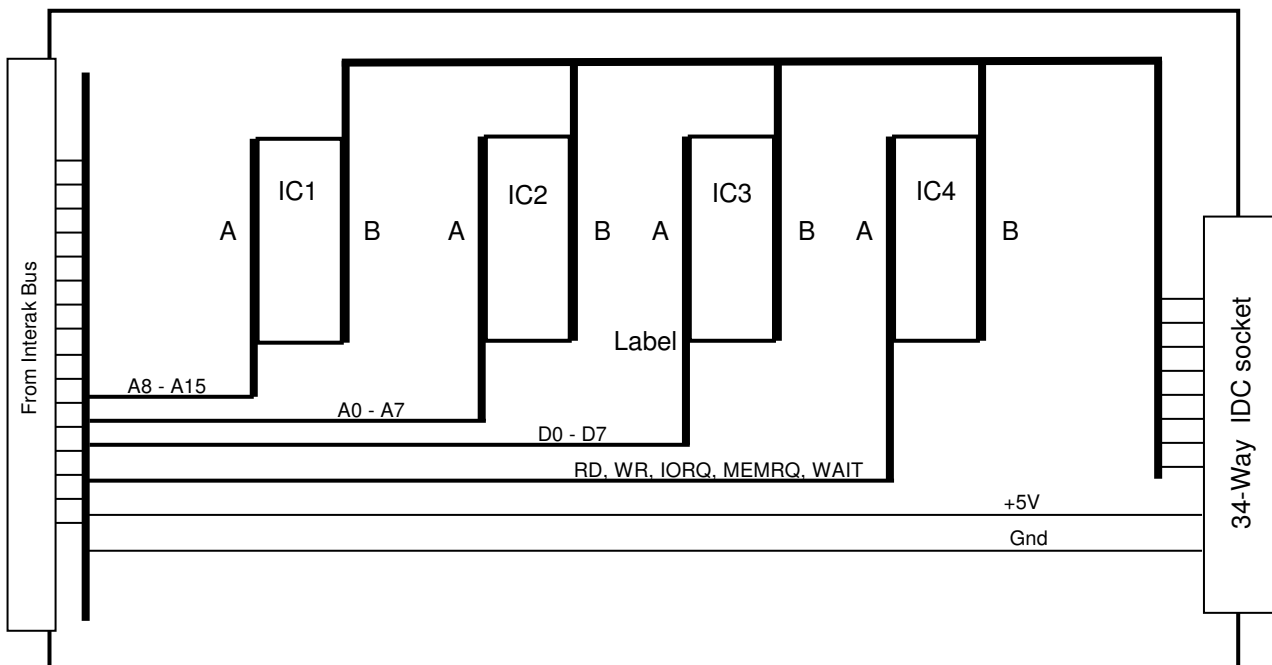 From Interak Bus
IC1
IC2
IC3
IC4
A
B
A
B
A
B
A
B
Label
A8 - A15
A0 - A7
D0 - D7
RD, WR, IORQ, MEMRQ, WAIT
+5V
Gnd
34-Way IDC socket